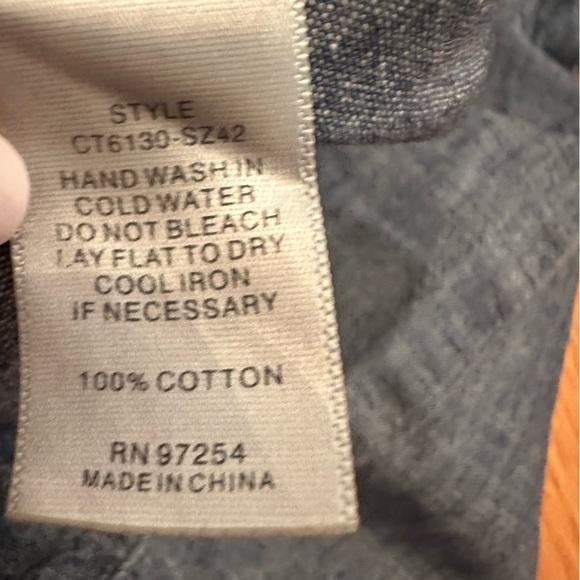 STYLE
CT6130-SZ42
HAND WASH IN
COLD WATER
DO NOT BLEACH
LAY FLAT TO DRY
COOL IRON
IF NECESSARY
100% COTTON
RN 97254
MADE IN CHINA